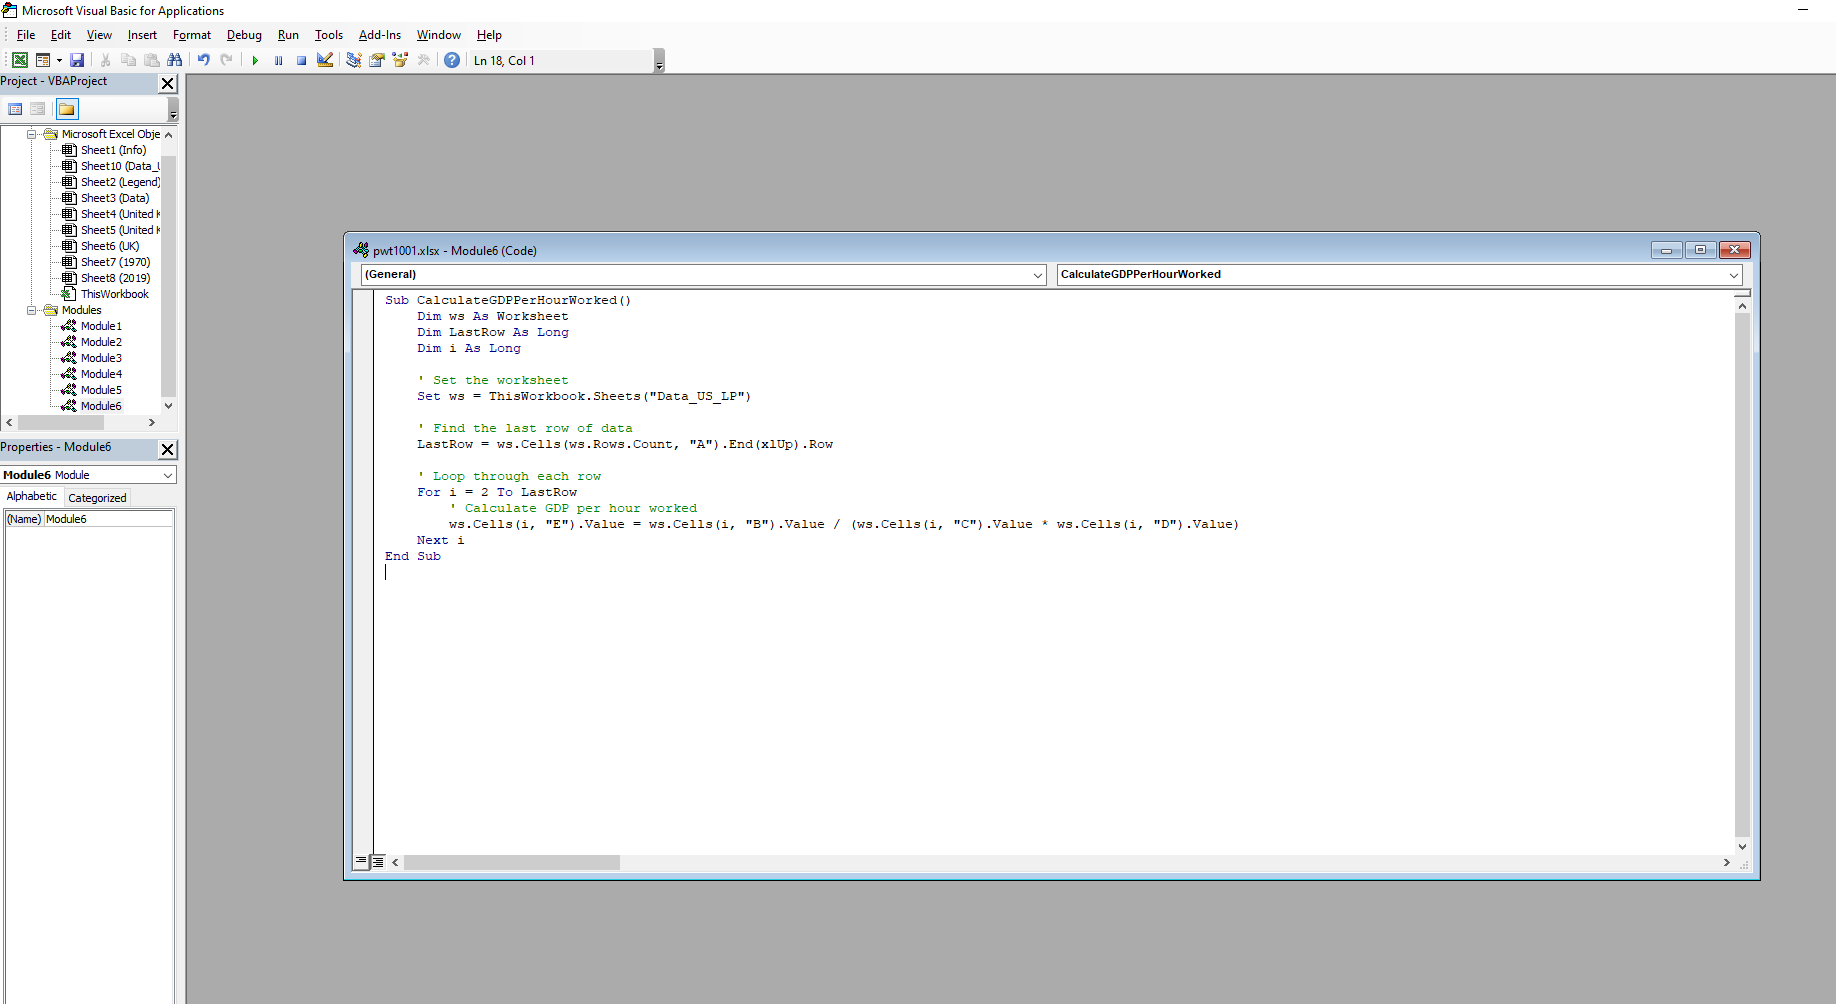 Microsoft Visual Basic for Applications
File Edit View Insert Format Debug Run Tools Add-Ins Window Help
Ln 18, Col 1
Project - VBAProject
Microsoft Excel Obje
Sheet1 (Info)
Sheet10 (Data_U
Sheet2 (Legend)
Sheet3 (Data)
Sheet4 (United K
Sheet5 (United K
Sheet6 (UK)
Sheet7 (1970)
Sheet8 (2019)
ThisWorkbook
Modules
Module1
Module2
Module3
Module4
Module5
Module6
Properties - Module6
Module6 Module
Alphabetic Categorized
(Name) Module6
pwt1001.xlsx - Module6 (Code)
(General) CalculateGDPPerHourWorked
Sub CalculateGDPPerHourWorked()
    Dim ws As Worksheet
    Dim LastRow As Long
    Dim i As Long
    ' Set the worksheet
    Set ws = ThisWorkbook.Sheets("Data_US_LP")
    ' Find the last row of data
    LastRow = ws.Cells(ws.Rows.Count, "A").End(xlUp).Row
    ' Loop through each row
    For i = 2 To LastRow
        ' Calculate GDP per hour worked
        ws.Cells(i, "E").Value = ws.Cells(i, "B").Value / (ws.Cells(i, "C").Value * ws.Cells(i, "D").Value)
    Next i
End Sub